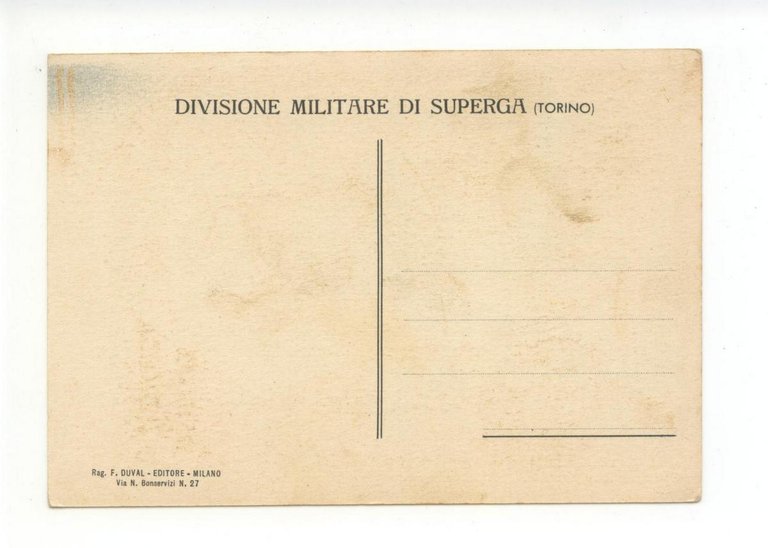 DIVISIONE MILITARE DI SUPERGA (TORINO)
Rag. F. DUVAL - EDITORE - MILANO
Via N. Bonservizi N. 27